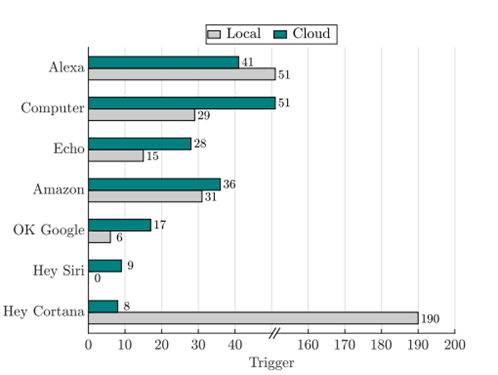 Local Cloud
Alexa 41
51
Computer 51
29
Echo 28
15
Amazon 36
31
OK Google 17
6
Hey Siri 9
0
Hey Cortana 8
190
0 10 20 30 40 160 170 180 190 200
Trigger